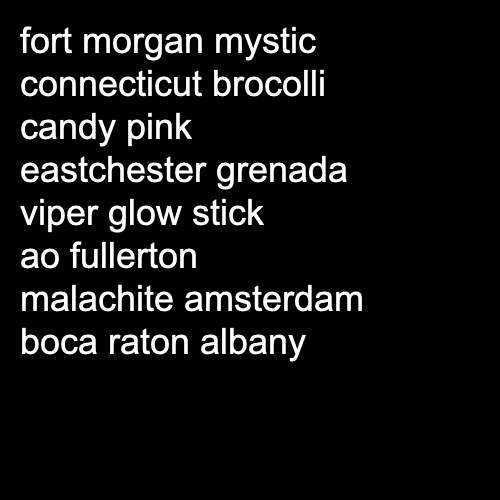 fort morgan mystic
connecticut brocolli
candy pink
eastchester grenada
viper glow stick
ao fullerton
malachite amsterdam
boca raton albany